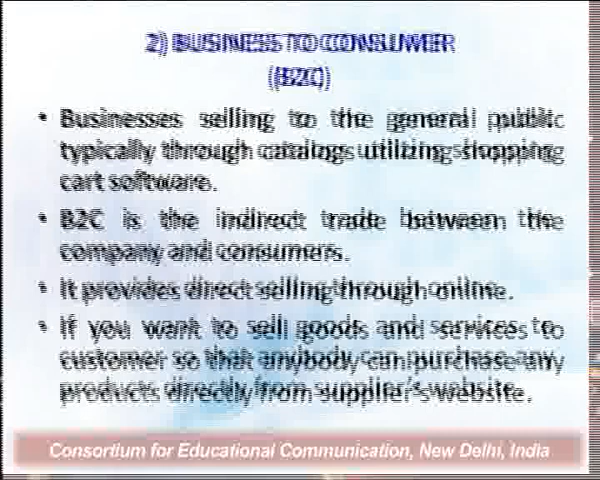 2) BUSINESS TO CONSUMER
(B2C)
• Businesses selling to the general public
typically through catalogs utilizing shopping
cart software.
• B2C is the indirect trade between the
company and consumers.
• It provides direct selling through online.
• If you want to sell goods and services to
customer so that anybody can purchase any
products directly from supplier's website.
Consortium for Educational Communication, New Delhi, India